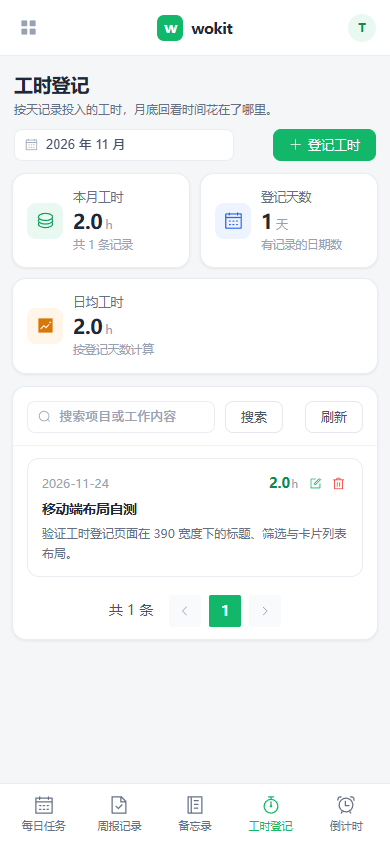 w wokit
T
工时登记
按天记录投入的工时，月底回看时间花在了哪里。
2026 年 11 月
登记工时
本月工时
2.0 h
共 1 条记录
登记天数
1 天
有记录的日期数
日均工时
2.0 h
按登记天数计算
搜索项目或工作内容
搜索
刷新
2026-11-24
2.0 h
移动端布局自测
验证工时登记页面在 390 宽度下的标题、筛选与卡片列表
布局。
共 1 条
1
每日任务
周报记录
备忘录
工时登记
倒计时